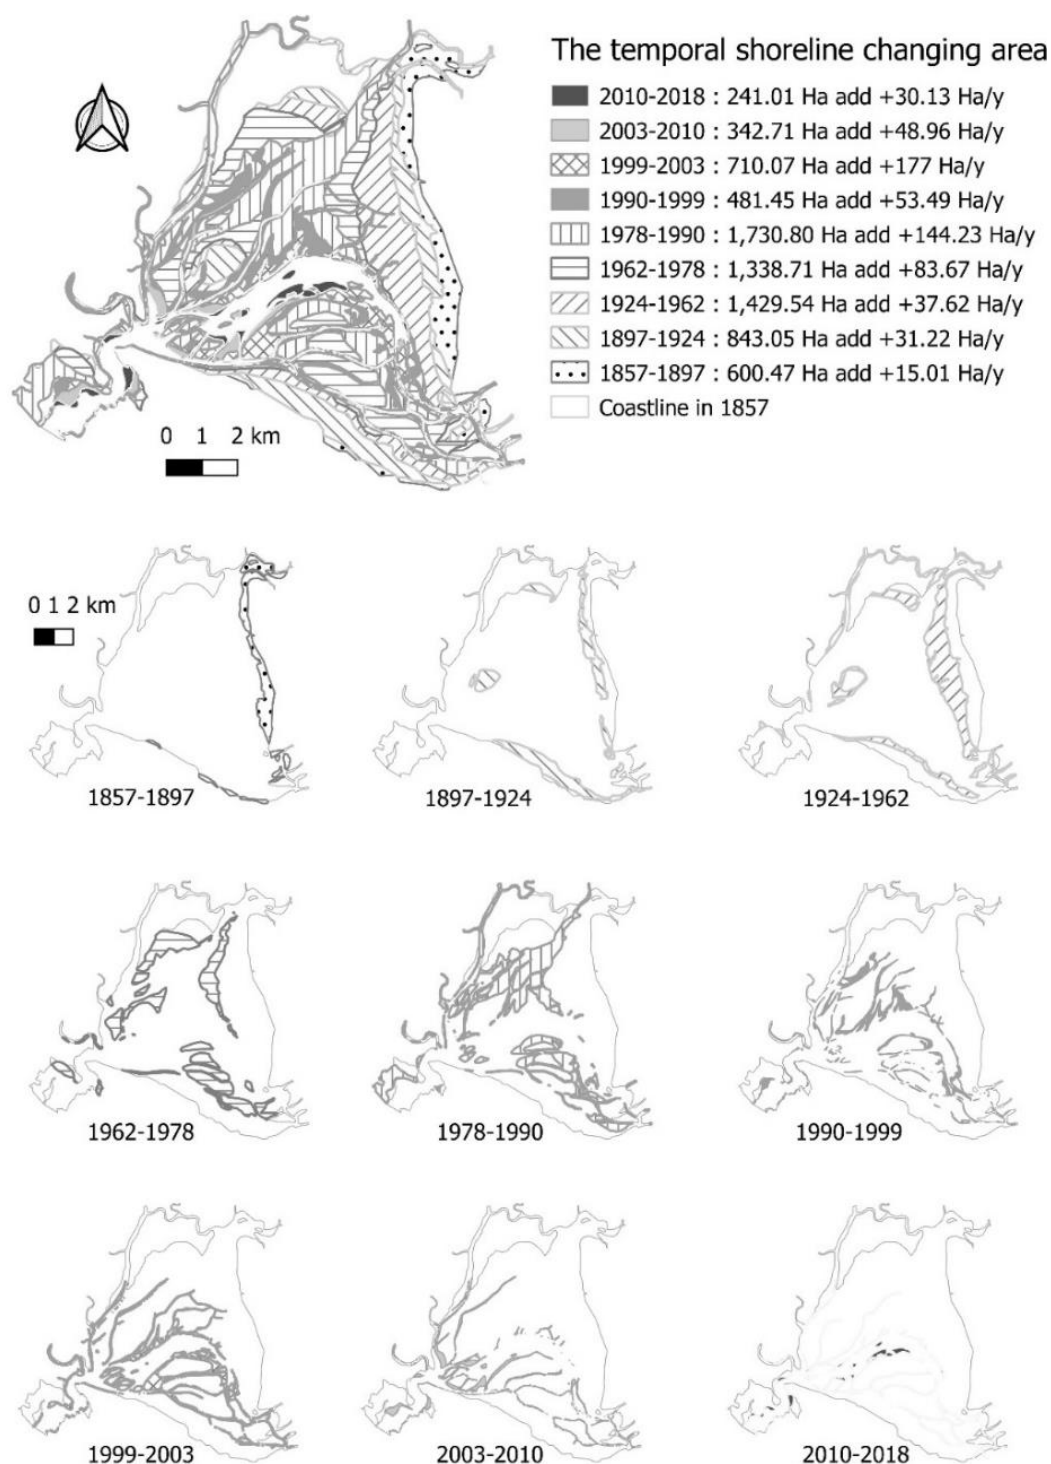 The temporal shoreline changing area
2010-2018 : 241.01 Ha add +30.13 Ha/y
2003-2010 : 342.71 Ha add +48.96 Ha/y
1999-2003 : 710.07 Ha add +177 Ha/y
1990-1999 : 481.45 Ha add +53.49 Ha/y
1978-1990 : 1,730.80 Ha add +144.23 Ha/y
1962-1978 : 1,338.71 Ha add +83.67 Ha/y
1924-1962 : 1,429.54 Ha add +37.62 Ha/y
1897-1924 : 843.05 Ha add +31.22 Ha/y
1857-1897 : 600.47 Ha add +15.01 Ha/y
Coastline in 1857
0 1 2 km
0 1 2 km
1857-1897
1897-1924
1924-1962
1962-1978
1978-1990
1990-1999
1999-2003
2003-2010
2010-2018